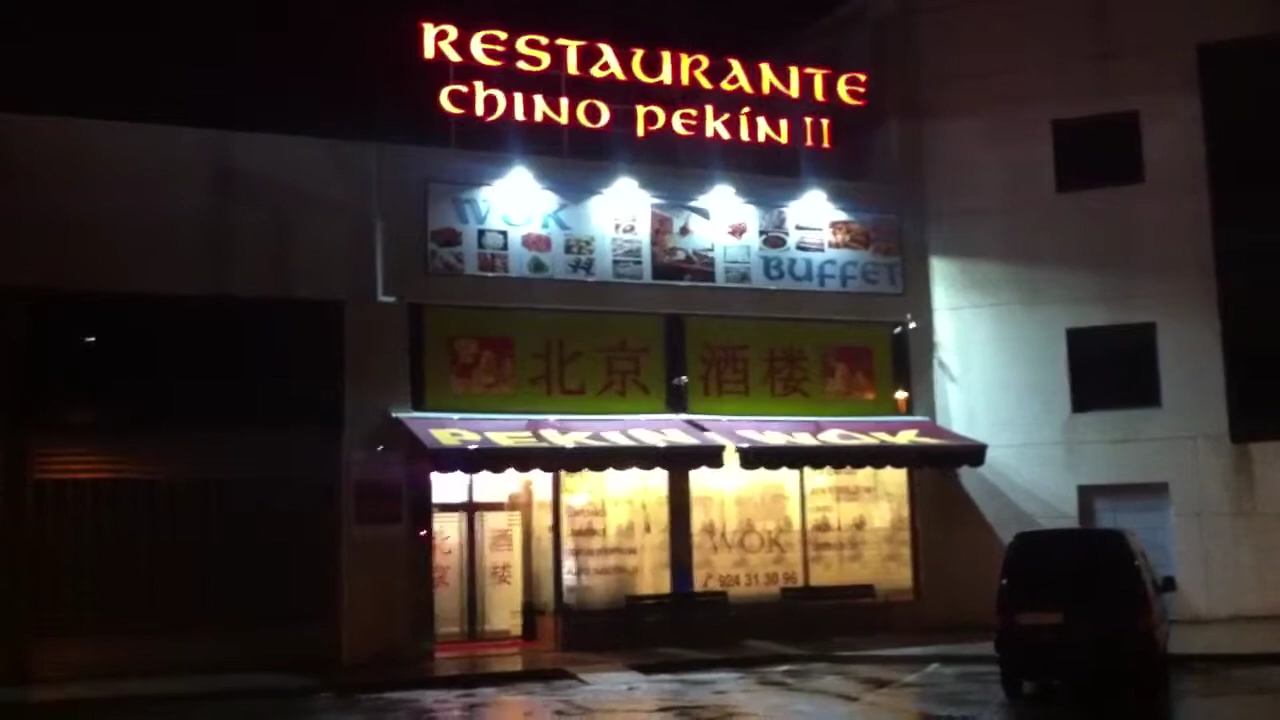 RESTAURANTE
CHINO PEKÍN II
WOK
BUFFET
北京 酒楼
PEKIN WOK
北京
酒楼
WOK
924 31 30 96